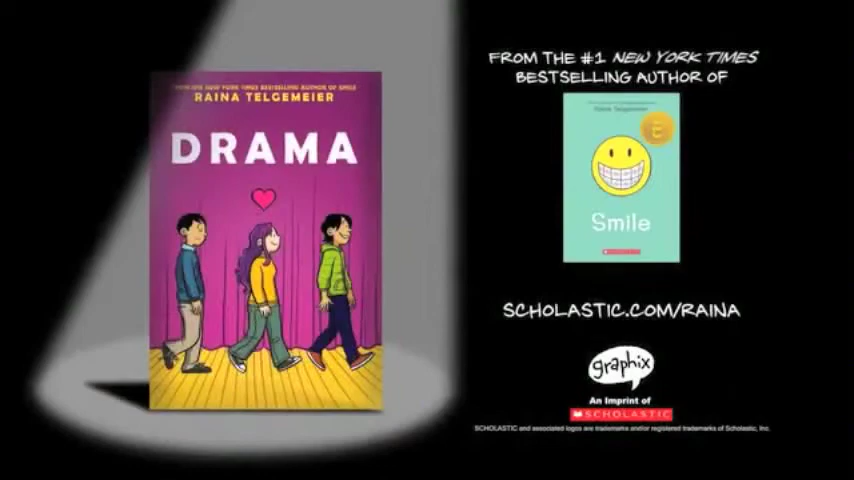 FROM THE NEW YORK TIMES BESTSELLING AUTHOR OF SMILE
RAINA TELGEMEIER
DRAMA
FROM THE #1 NEW YORK TIMES
BESTSELLING AUTHOR OF
Raina Telgemeier
Smile
SCHOLASTIC.COM/RAINA
graphix
An Imprint of
SCHOLASTIC
SCHOLASTIC and associated logos are trademarks and/or registered trademarks of Scholastic, Inc.